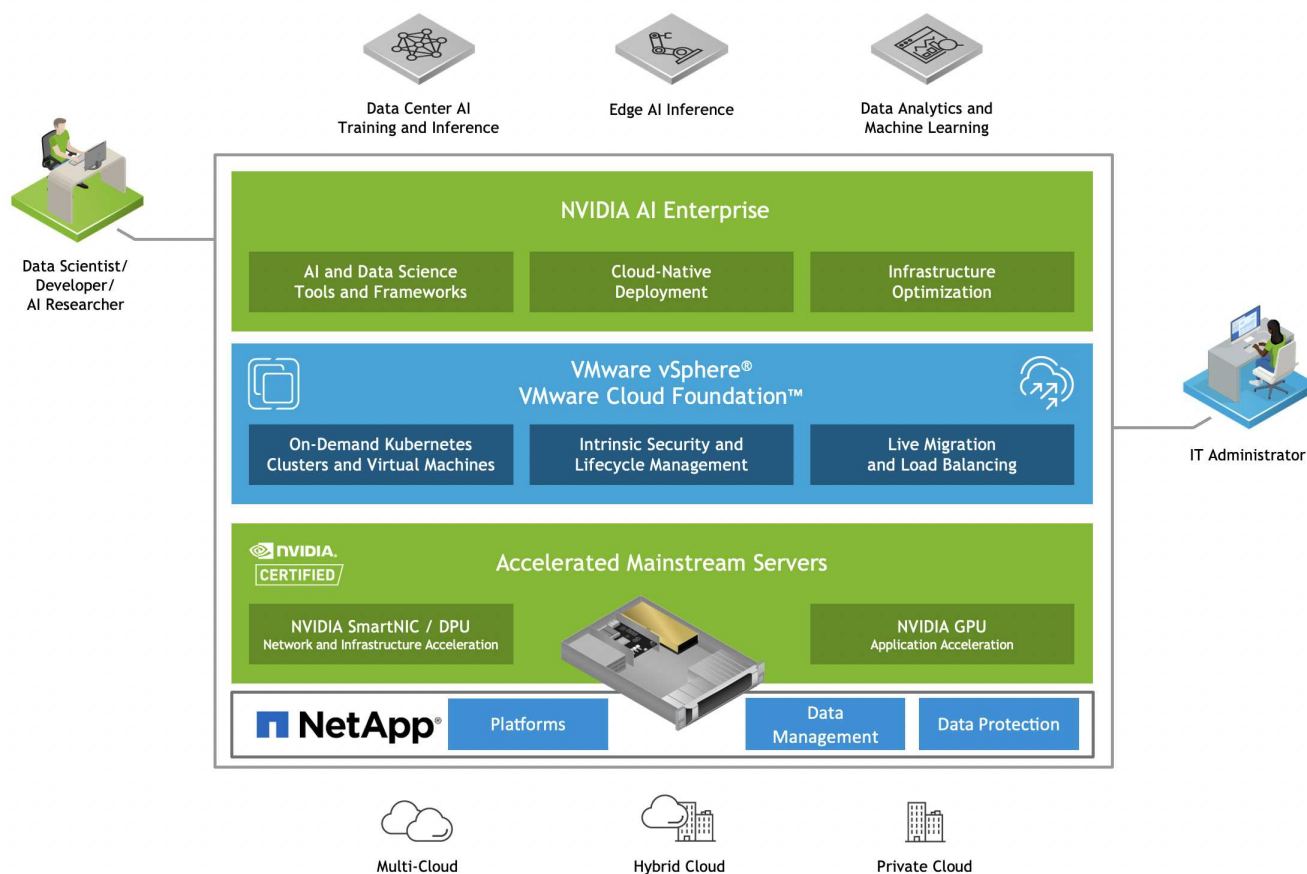 Data Center AI
Training and Inference
Edge AI Inference
Data Analytics and
Machine Learning
Data Scientist/
Developer/
AI Researcher
NVIDIA AI Enterprise
AI and Data Science
Tools and Frameworks
Cloud-Native
Deployment
Infrastructure
Optimization
VMware vSphere®
VMware Cloud Foundation™
On-Demand Kubernetes
Clusters and Virtual Machines
Intrinsic Security and
Lifecycle Management
Live Migration
and Load Balancing
IT Administrator
NVIDIA.
CERTIFIED
Accelerated Mainstream Servers
NVIDIA SmartNIC / DPU
Network and Infrastructure Acceleration
NVIDIA GPU
Application Acceleration
NetApp®
Platforms
Data
Management
Data Protection
Multi-Cloud
Hybrid Cloud
Private Cloud